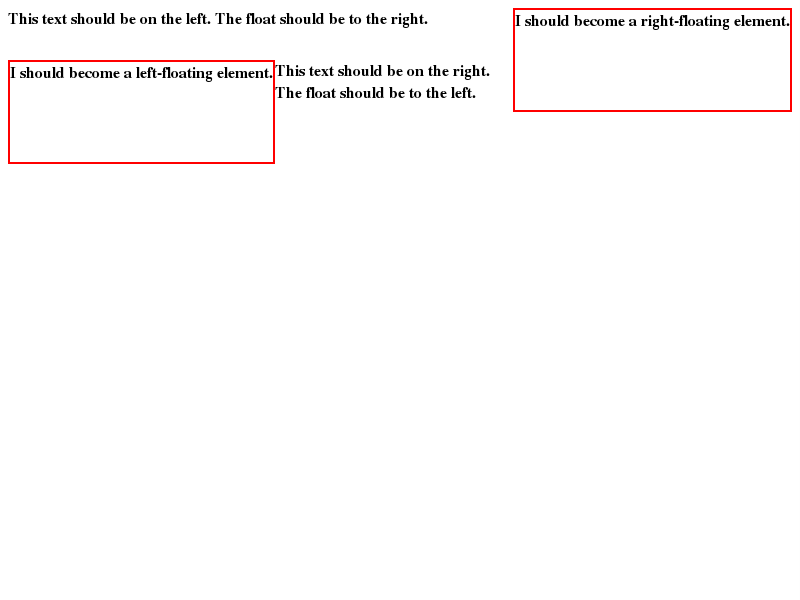 This text should be on the left. The float should be to the right.
I should become a right-floating element.
I should become a left-floating element.
This text should be on the right.
The float should be to the left.